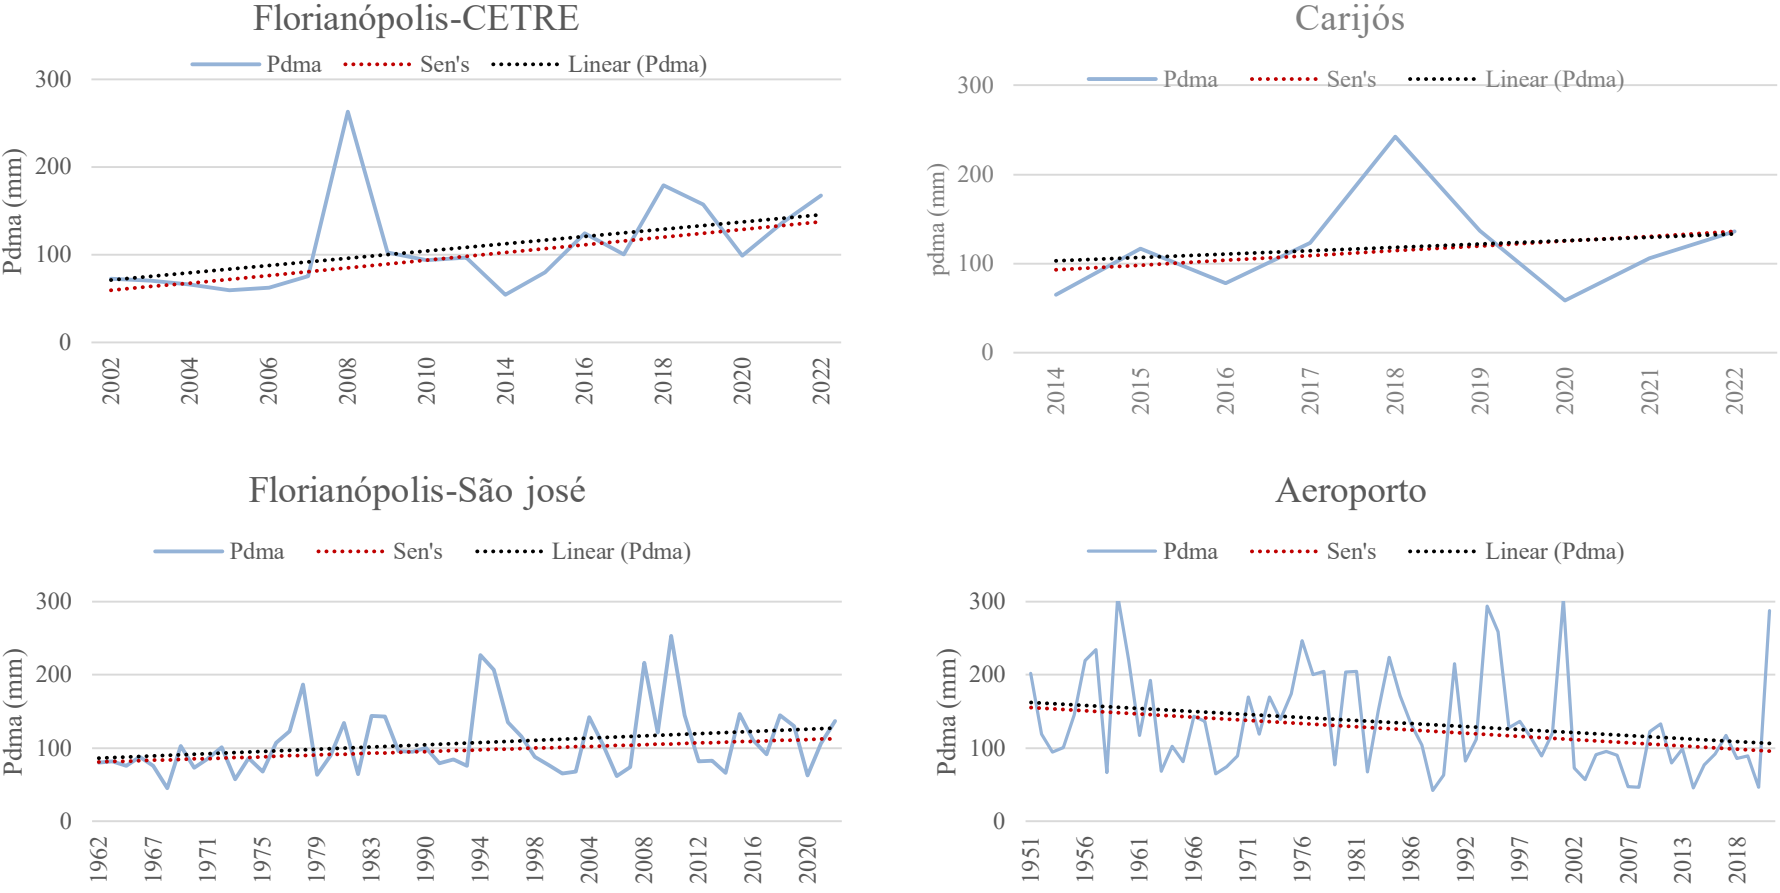 Florianópolis-CETRE
Pdma Sen's Linear (Pdma)
Pdma (mm)
300
200
100
0
2002 2004 2006 2008 2010 2014 2016 2018 2020 2022
Carijós
Pdma Sen's Linear (Pdma)
pdma (mm)
300
200
100
0
2014 2015 2016 2017 2018 2019 2020 2021 2022
Florianópolis-São josé
Pdma Sen's Linear (Pdma)
Pdma (mm)
300
200
100
0
1962 1967 1971 1975 1979 1983 1990 1994 1998 2004 2008 2012 2016 2020
Aeroporto
Pdma Sen's Linear (Pdma)
Pdma (mm)
300
200
100
0
1951 1956 1961 1966 1971 1976 1981 1986 1992 1997 2002 2007 2013 2018